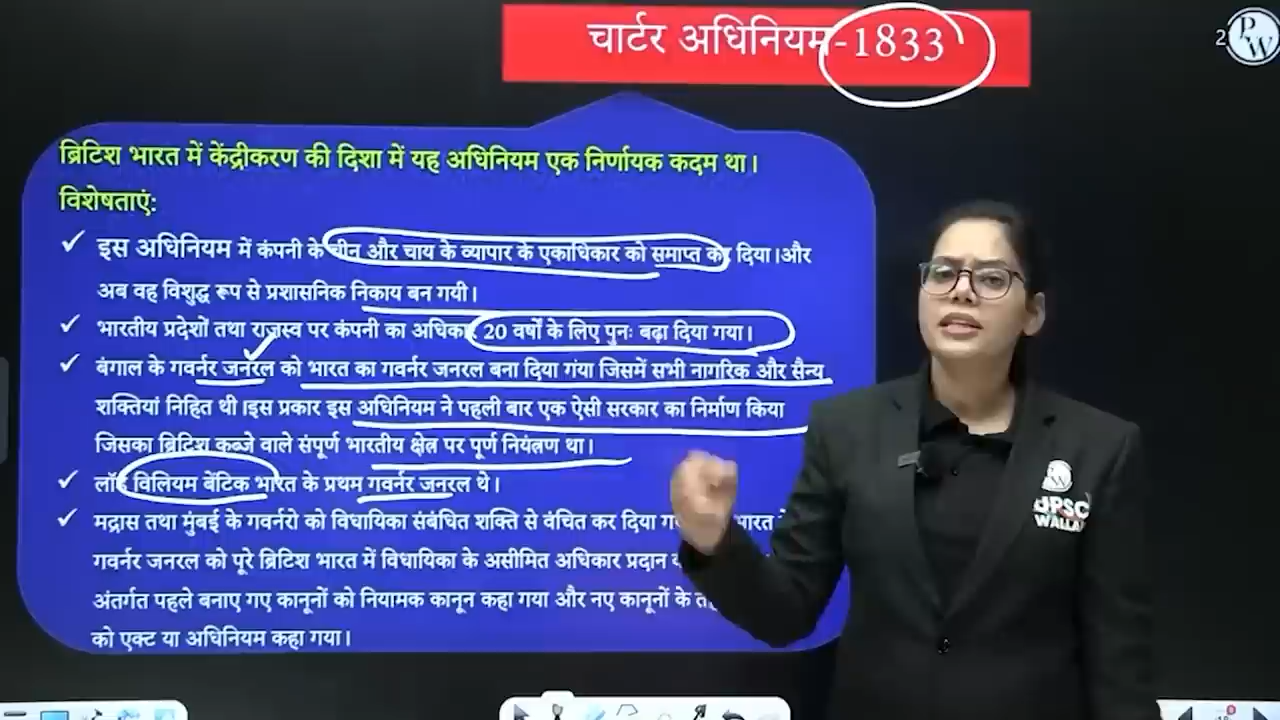 चार्टर अधिनियम-1833
2
PW
ब्रिटिश भारत में केंद्रीकरण की दिशा में यह अधिनियम एक निर्णायक कदम था।
विशेषताएं:
✓ इस अधिनियम में कंपनी के चीन और चाय के व्यापार के एकाधिकार को समाप्त कर दिया।और
अब वह विशुद्ध रूप से प्रशासनिक निकाय बन गयी।
✓ भारतीय प्रदेशों तथा राजस्व पर कंपनी का अधिकार 20 वर्षों के लिए पुनः बढ़ा दिया गया।
✓ बंगाल के गवर्नर जनरल को भारत का गवर्नर जनरल बना दिया गंया जिसमें सभी नागरिक और सैन्य
शक्तियां निहित थी।इस प्रकार इस अधिनियम ने पहली बार एक ऐसी सरकार का निर्माण किया
जिसका ब्रिटिश कब्जे वाले संपूर्ण भारतीय क्षेत्र पर पूर्ण नियंत्रण था।
✓ लॉर्ड विलियम बेंटिक भारत के प्रथम गवर्नर जनरल थे।
✓ मद्रास तथा मुंबई के गवर्नरो को विधायिका संबंधित शक्ति से वंचित कर दिया
गवर्नर जनरल को पूरे ब्रिटिश भारत में विधायिका के असीमित अधिकार प्रदान
अंतर्गत पहले बनाए गए कानूनों को नियामक कानून कहा गया और नए कानूनों के
को एक्ट या अधिनियम कहा गया।
PW
UPSC
WALLAH